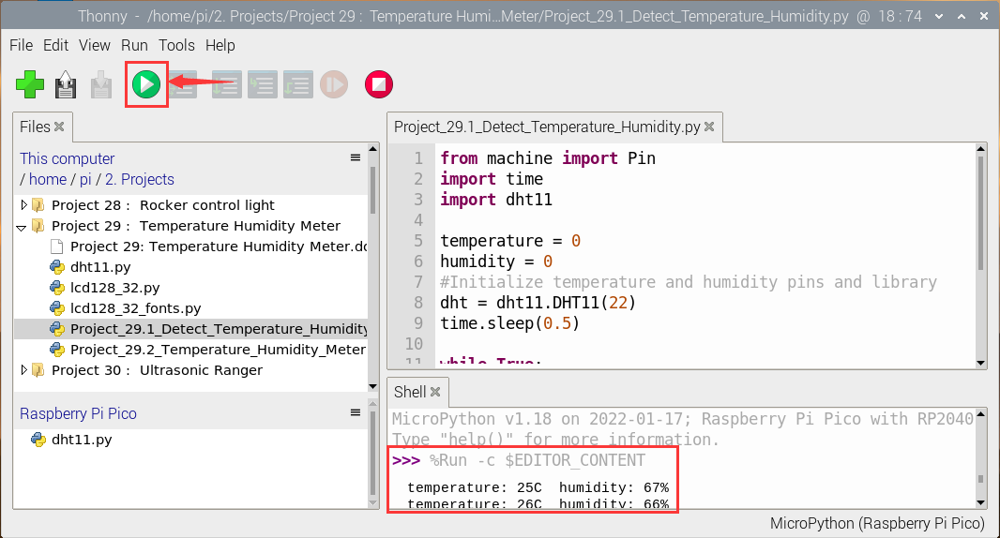 Thonny - /home/pi/2. Projects/Project 29 : Temperature Humi...Meter/Project_29.1_Detect_Temperature_Humidity.py @ 18 : 74
File Edit View Run Tools Help
Files
This computer
/ home / pi / 2. Projects
Project 28 : Rocker control light
Project 29 : Temperature Humidity Meter
Project 29: Temperature Humidity Meter.do
dht11.py
lcd128_32.py
lcd128_32_fonts.py
Project_29.1_Detect_Temperature_Humidity
Project_29.2_Temperature_Humidity_Meter
Project 30 : Ultrasonic Ranger
Raspberry Pi Pico
dht11.py
Project_29.1_Detect_Temperature_Humidity.py
1 from machine import Pin
2 import time
3 import dht11
4
5 temperature = 0
6 humidity = 0
7 #Initialize temperature and humidity pins and library
8 dht = dht11.DHT11(22)
9 time.sleep(0.5)
10
11 while True:
Shell
MicroPython v1.18 on 2022-01-17; Raspberry Pi Pico with RP2040
Type "help()" for more information.
>>> %Run -c $EDITOR_CONTENT
temperature: 25C humidity: 67%
temperature: 26C humidity: 66%
MicroPython (Raspberry Pi Pico)